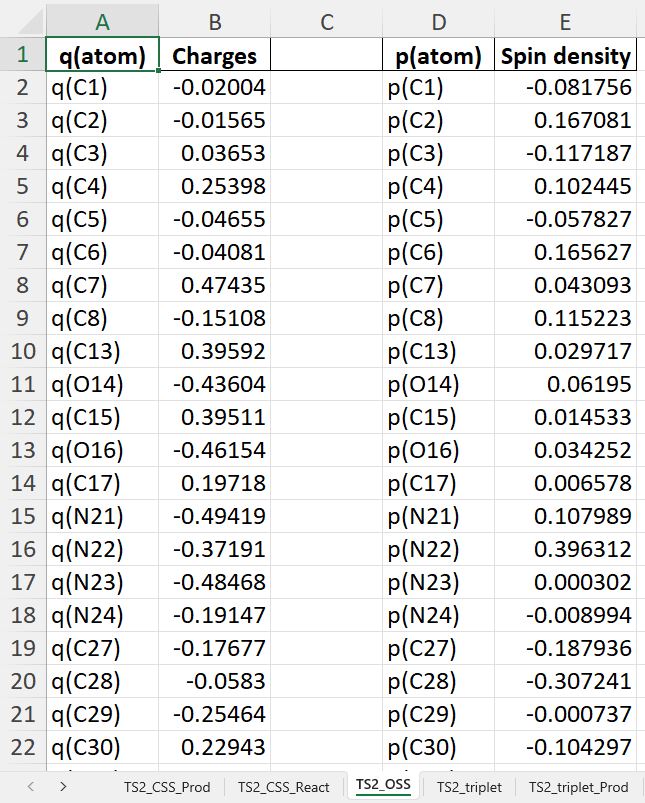 A B C D E
1 q(atom) Charges p(atom) Spin density
2 q(C1) -0.02004 p(C1) -0.081756
3 q(C2) -0.01565 p(C2) 0.167081
4 q(C3) 0.03653 p(C3) -0.117187
5 q(C4) 0.25398 p(C4) 0.102445
6 q(C5) -0.04655 p(C5) -0.057827
7 q(C6) -0.04081 p(C6) 0.165627
8 q(C7) 0.47435 p(C7) 0.043093
9 q(C8) -0.15108 p(C8) 0.115223
10 q(C13) 0.39592 p(C13) 0.029717
11 q(O14) -0.43604 p(O14) 0.06195
12 q(C15) 0.39511 p(C15) 0.014533
13 q(O16) -0.46154 p(O16) 0.034252
14 q(C17) 0.19718 p(C17) 0.006578
15 q(N21) -0.49419 p(N21) 0.107989
16 q(N22) -0.37191 p(N22) 0.396312
17 q(N23) -0.48468 p(N23) 0.000302
18 q(N24) -0.19147 p(N24) -0.008994
19 q(C27) -0.17677 p(C27) -0.187936
20 q(C28) -0.0583 p(C28) -0.307241
21 q(C29) -0.25464 p(C29) -0.000737
22 q(C30) 0.22943 p(C30) -0.104297
TS2_CSS_Prod TS2_CSS_React TS2_OSS TS2_triplet TS2_triplet_Prod